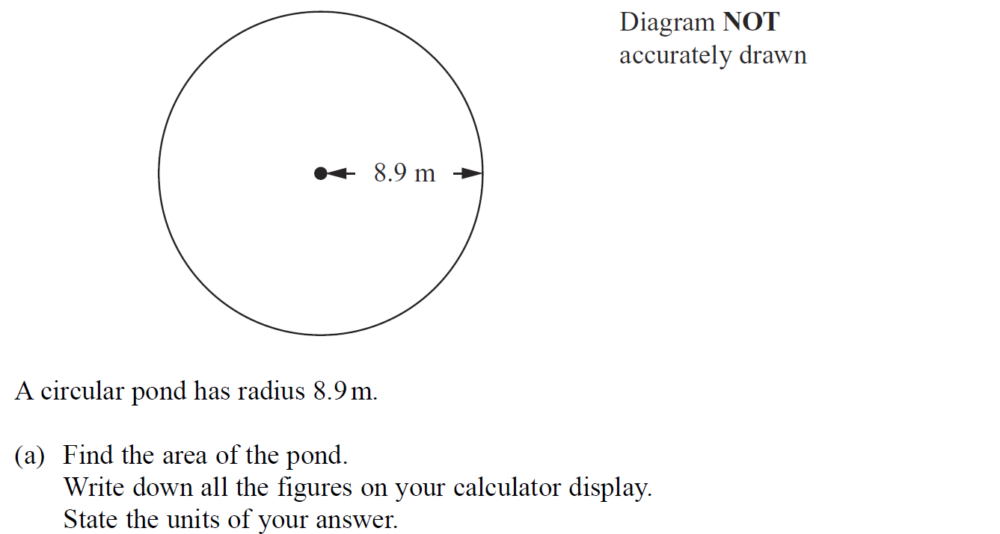 Diagram NOT
accurately drawn
8.9 m
A circular pond has radius 8.9 m.
(a) Find the area of the pond.
Write down all the figures on your calculator display.
State the units of your answer.